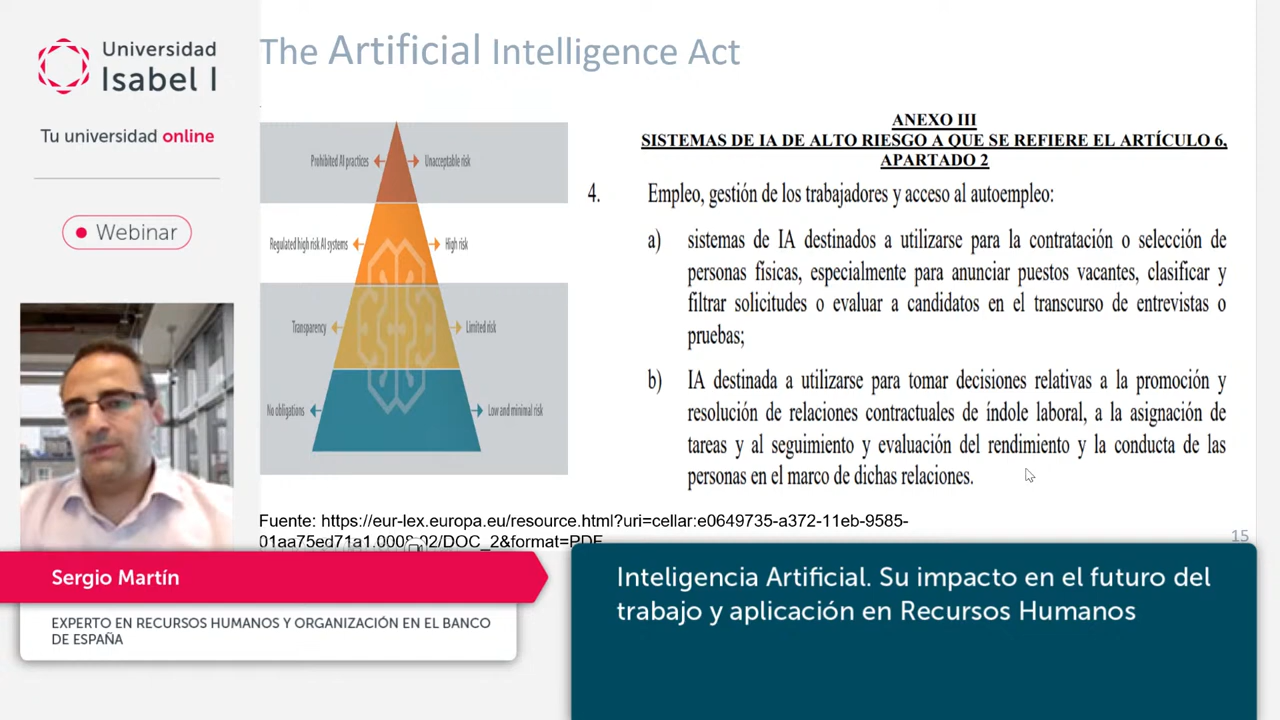 Universidad
Isabel I
Tu universidad online
Webinar
The Artificial Intelligence Act
Prohibited AI practices
Unacceptable risk
Regulated high risk AI systems
High risk
Transparency
Limited risk
No obligations
Low and minimal risk
ANEXO III
SISTEMAS DE IA DE ALTO RIESGO A QUE SE REFIERE EL ARTÍCULO 6,
APARTADO 2
4. Empleo, gestión de los trabajadores y acceso al autoempleo:
a) sistemas de IA destinados a utilizarse para la contratación o selección de
personas físicas, especialmente para anunciar puestos vacantes, clasificar y
filtrar solicitudes o evaluar a candidatos en el transcurso de entrevistas o
pruebas;
b) IA destinada a utilizarse para tomar decisiones relativas a la promoción y
resolución de relaciones contractuales de índole laboral, a la asignación de
tareas y al seguimiento y evaluación del rendimiento y la conducta de las
personas en el marco de dichas relaciones.
Fuente: https://eur-lex.europa.eu/resource.html?uri=cellar:e0649735-a372-11eb-9585-
01aa75ed71a1.0008.02/DOC_2&format=PDF
15
Sergio Martín
EXPERTO EN RECURSOS HUMANOS Y ORGANIZACIÓN EN EL BANCO
DE ESPAÑA
Inteligencia Artificial. Su impacto en el futuro del
trabajo y aplicación en Recursos Humanos